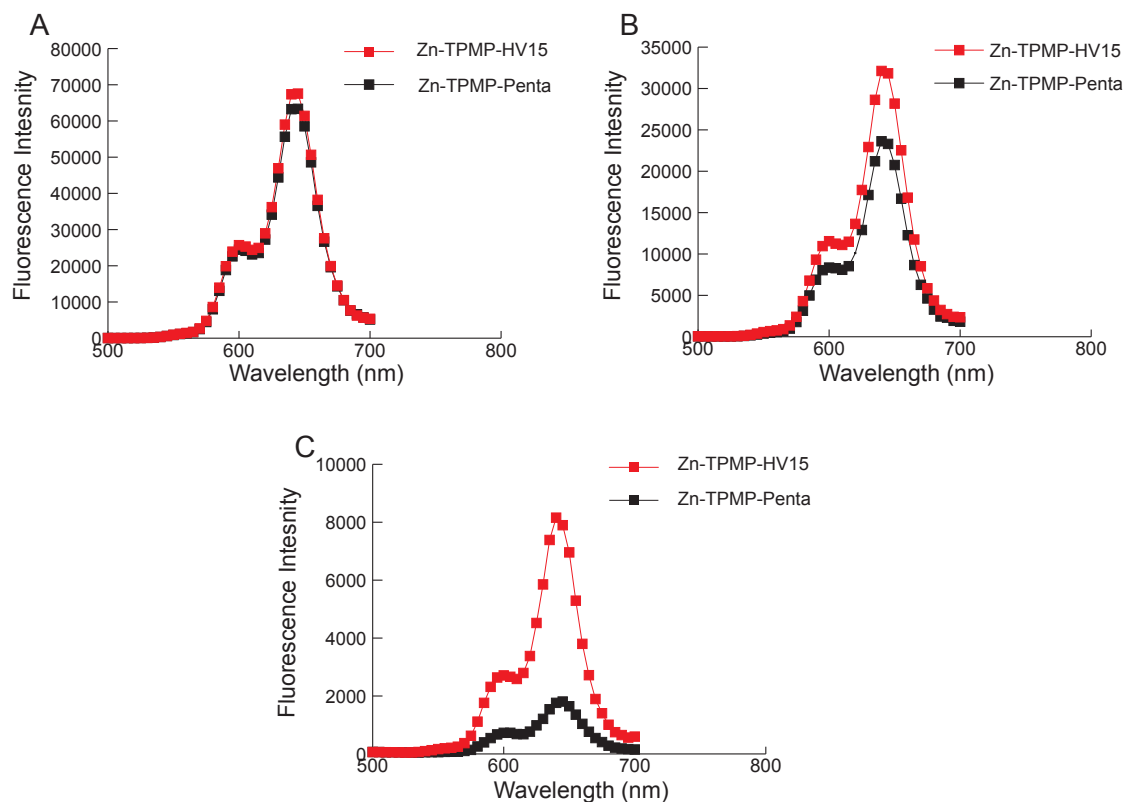 A
Zn-TPMP-HV15
Zn-TPMP-Penta
80000
70000
60000
50000
40000
30000
20000
10000
0
Fluorescence Intesnity
500
600
700
800
Wavelength (nm)
B
Zn-TPMP-HV15
Zn-TPMP-Penta
35000
30000
25000
20000
15000
10000
5000
0
Fluorescence Intesnity
500
600
700
800
Wavelength (nm)
C
Zn-TPMP-HV15
Zn-TPMP-Penta
10000
8000
6000
4000
2000
0
Fluorescence Intesnity
500
600
700
800
Wavelength (nm)